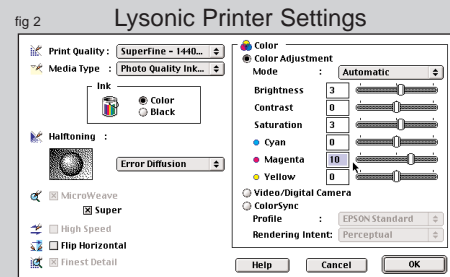 fig 2
Lysonic Printer Settings
Print Quality: SuperFine - 1440...
Media Type : Photo Quality Ink...
Ink
Color
Black
Halftoning :
Error Diffusion
MicroWeave
Super
High Speed
Flip Horizontal
Finest Detail
Color
Color Adjustment
Mode : Automatic
Brightness 3
Contrast 0
Saturation 3
Cyan 0
Magenta 10
Yellow 0
Video/Digital Camera
ColorSync
Profile : EPSON Standard
Rendering Intent: Perceptual
Help Cancel OK